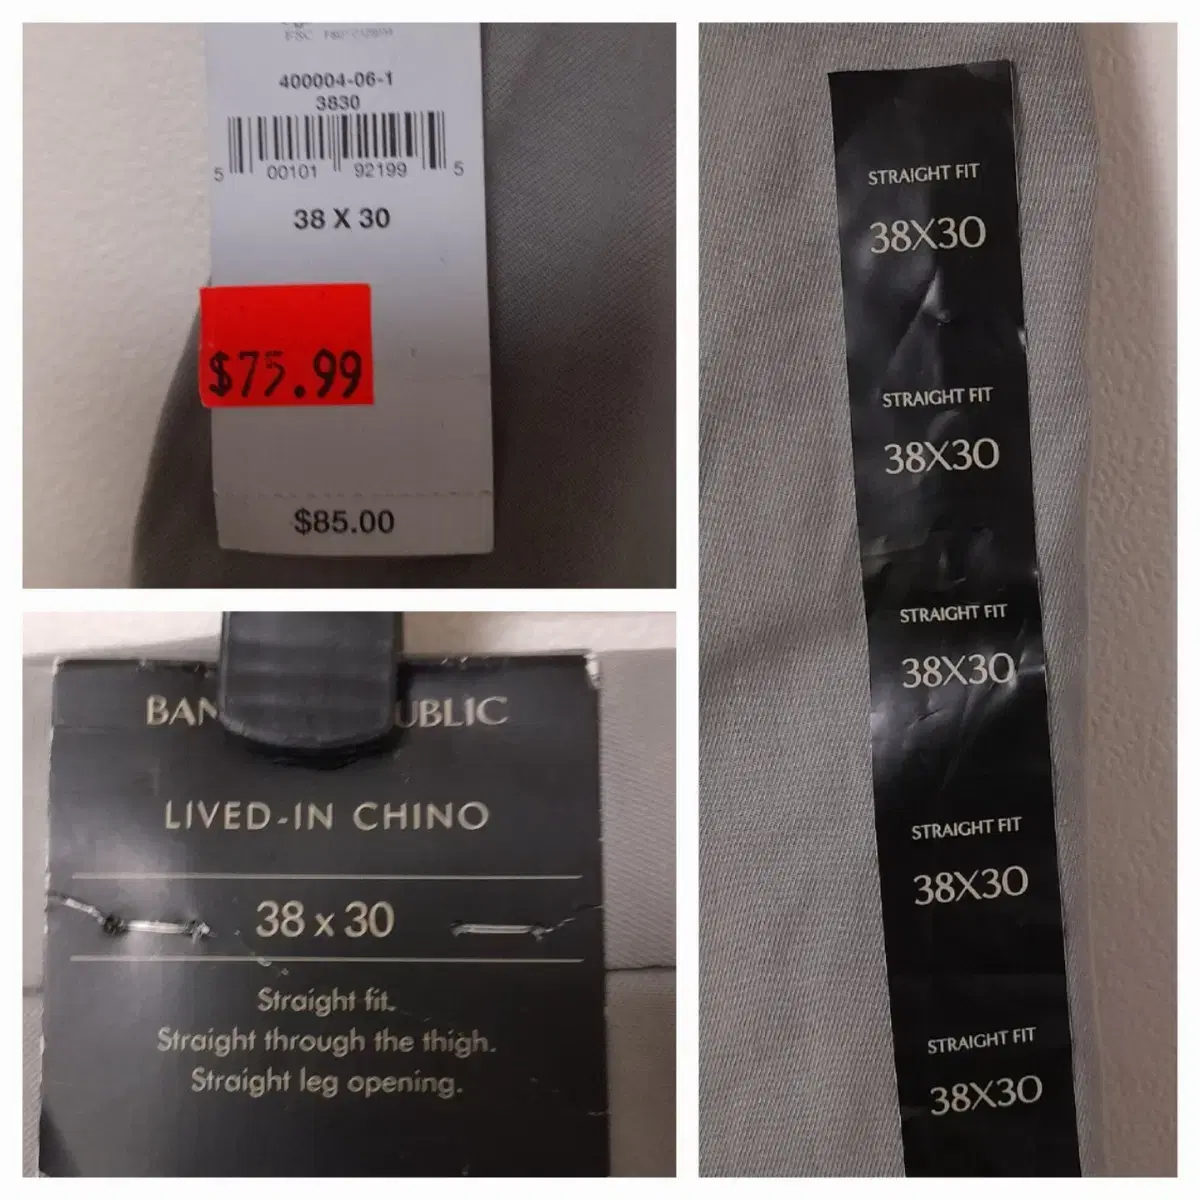 400004-06-1
3830
5 00101 92199 5
38 X 30
$75.99
$85.00
BAN UBLIC
LIVED-IN CHINO
38 x 30
Straight fit.
Straight through the thigh.
Straight leg opening.
STRAIGHT FIT
38X30
STRAIGHT FIT
38X30
STRAIGHT FIT
38X30
STRAIGHT FIT
38X30
STRAIGHT FIT
38X30